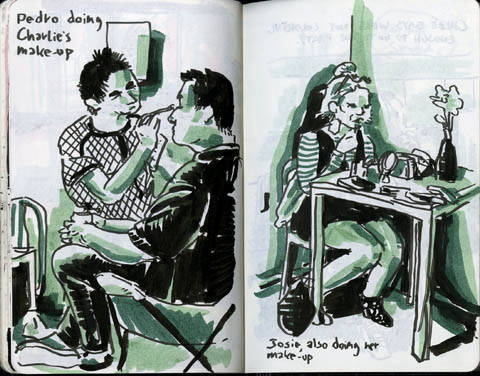 Pedro doing
Charlie's
make-up
Josie, also doing her
make-up